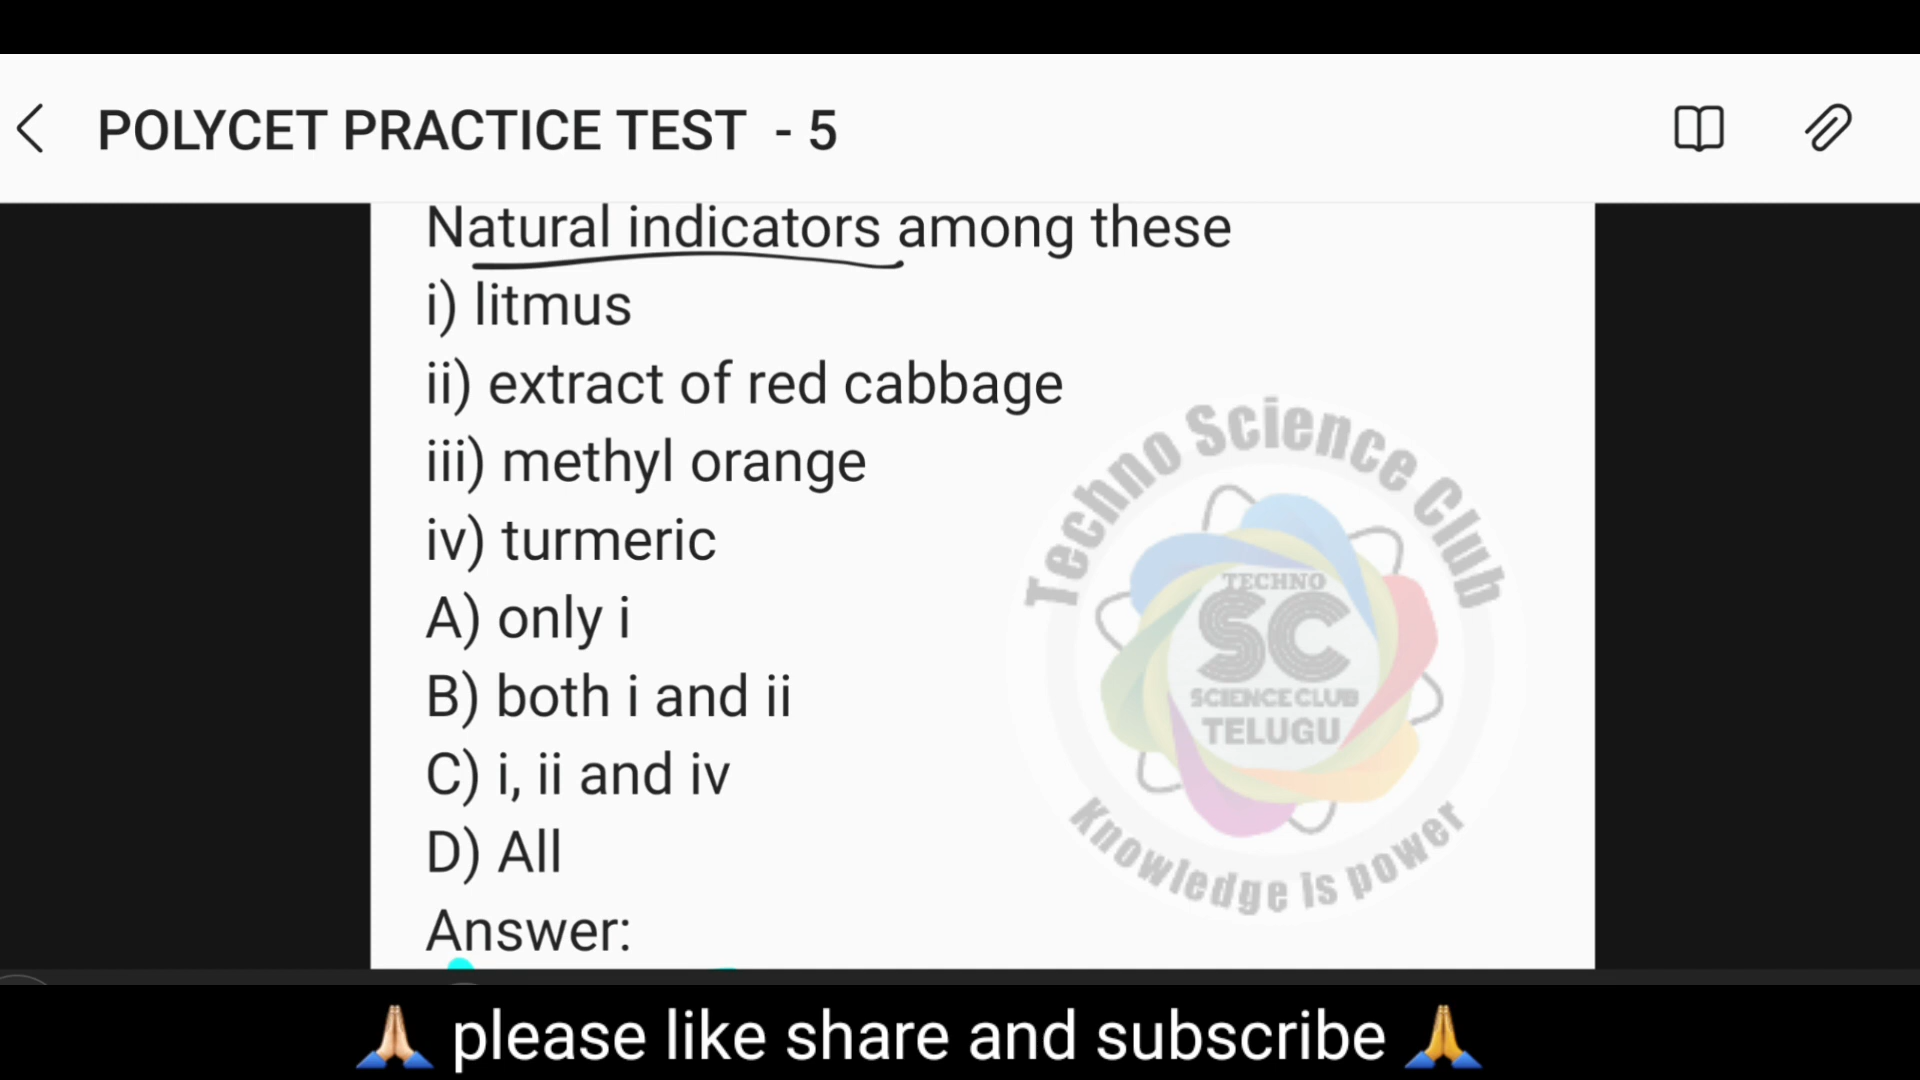 POLYCET PRACTICE TEST - 5
Natural indicators among these
i) litmus
ii) extract of red cabbage
iii) methyl orange
iv) turmeric
A) only i
B) both i and ii
C) i, ii and iv
D) All
Answer:
Techno Science Club
TECHNO
SC
SCIENCE CLUB
TELUGU
Knowledge is power
🙏🏻 please like share and subscribe 🙏